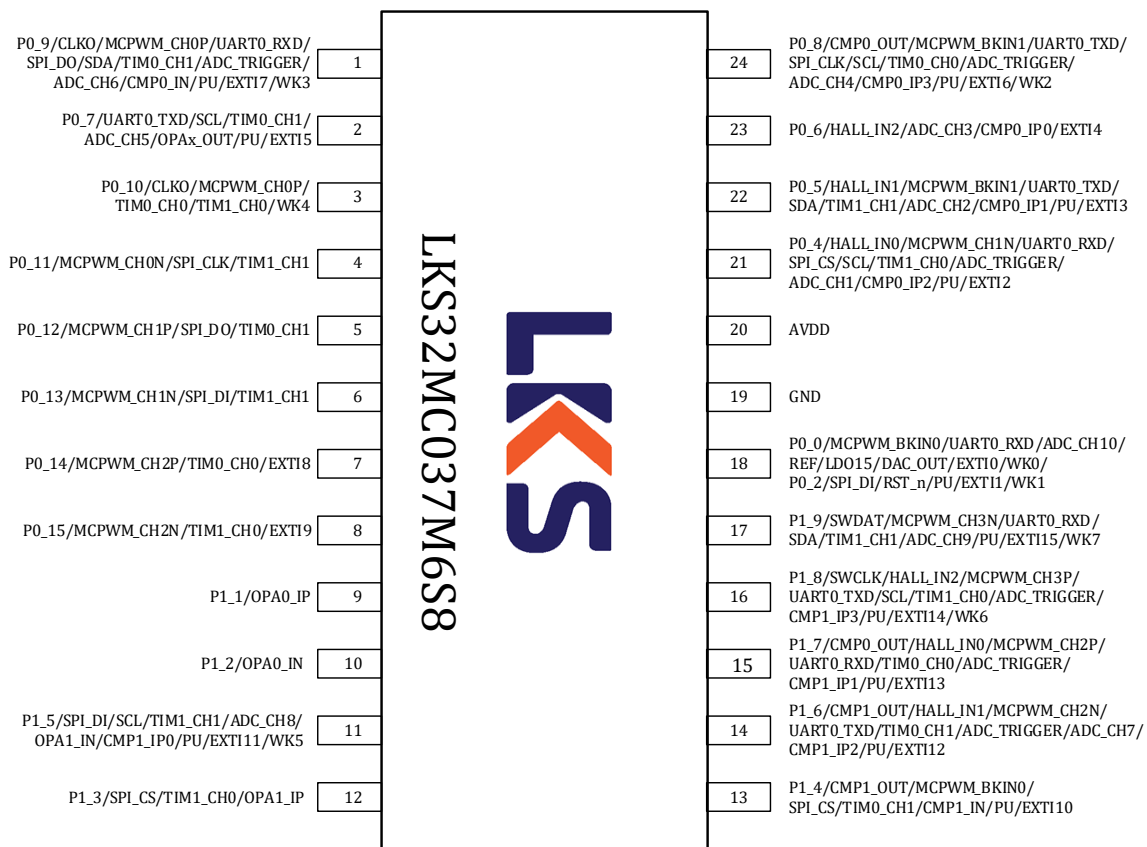 P0_9/CLKO/MCPWM_CH0P/UART0_RXD/
SPI_DO/SDA/TIM0_CH1/ADC_TRIGGER/
ADC_CH6/CMP0_IN/PU/EXTI7/WK3
1
P0_7/UART0_TXD/SCL/TIM0_CH1/
ADC_CH5/OPAx_OUT/PU/EXTI5
2
P0_10/CLKO/MCPWM_CH0P/
TIM0_CH0/TIM1_CH0/WK4
3
P0_11/MCPWM_CH0N/SPI_CLK/TIM1_CH1
4
P0_12/MCPWM_CH1P/SPI_DO/TIM0_CH1
5
P0_13/MCPWM_CH1N/SPI_DI/TIM1_CH1
6
P0_14/MCPWM_CH2P/TIM0_CH0/EXTI8
7
P0_15/MCPWM_CH2N/TIM1_CH0/EXTI9
8
P1_1/OPA0_IP
9
P1_2/OPA0_IN
10
P1_5/SPI_DI/SCL/TIM1_CH1/ADC_CH8/
OPA1_IN/CMP1_IP0/PU/EXTI11/WK5
11
P1_3/SPI_CS/TIM1_CH0/OPA1_IP
12
LKS32MC037M6S8
LKS
24
P0_8/CMP0_OUT/MCPWM_BKIN1/UART0_TXD/
SPI_CLK/SCL/TIM0_CH0/ADC_TRIGGER/
ADC_CH4/CMP0_IP3/PU/EXTI6/WK2
23
P0_6/HALL_IN2/ADC_CH3/CMP0_IP0/EXTI4
22
P0_5/HALL_IN1/MCPWM_BKIN1/UART0_TXD/
SDA/TIM1_CH1/ADC_CH2/CMP0_IP1/PU/EXTI3
21
P0_4/HALL_IN0/MCPWM_CH1N/UART0_RXD/
SPI_CS/SCL/TIM1_CH0/ADC_TRIGGER/
ADC_CH1/CMP0_IP2/PU/EXTI2
20
AVDD
19
GND
18
P0_0/MCPWM_BKIN0/UART0_RXD/ADC_CH10/
REF/LDO15/DAC_OUT/EXTI0/WK0/
P0_2/SPI_DI/RST_n/PU/EXTI1/WK1
17
P1_9/SWDAT/MCPWM_CH3N/UART0_RXD/
SDA/TIM1_CH1/ADC_CH9/PU/EXTI15/WK7
16
P1_8/SWCLK/HALL_IN2/MCPWM_CH3P/
UART0_TXD/SCL/TIM1_CH0/ADC_TRIGGER/
CMP1_IP3/PU/EXTI14/WK6
15
P1_7/CMP0_OUT/HALL_IN0/MCPWM_CH2P/
UART0_RXD/TIM0_CH0/ADC_TRIGGER/
CMP1_IP1/PU/EXTI13
14
P1_6/CMP1_OUT/HALL_IN1/MCPWM_CH2N/
UART0_TXD/TIM0_CH1/ADC_TRIGGER/ADC_CH7/
CMP1_IP2/PU/EXTI12
13
P1_4/CMP1_OUT/MCPWM_BKIN0/
SPI_CS/TIM0_CH1/CMP1_IN/PU/EXTI10